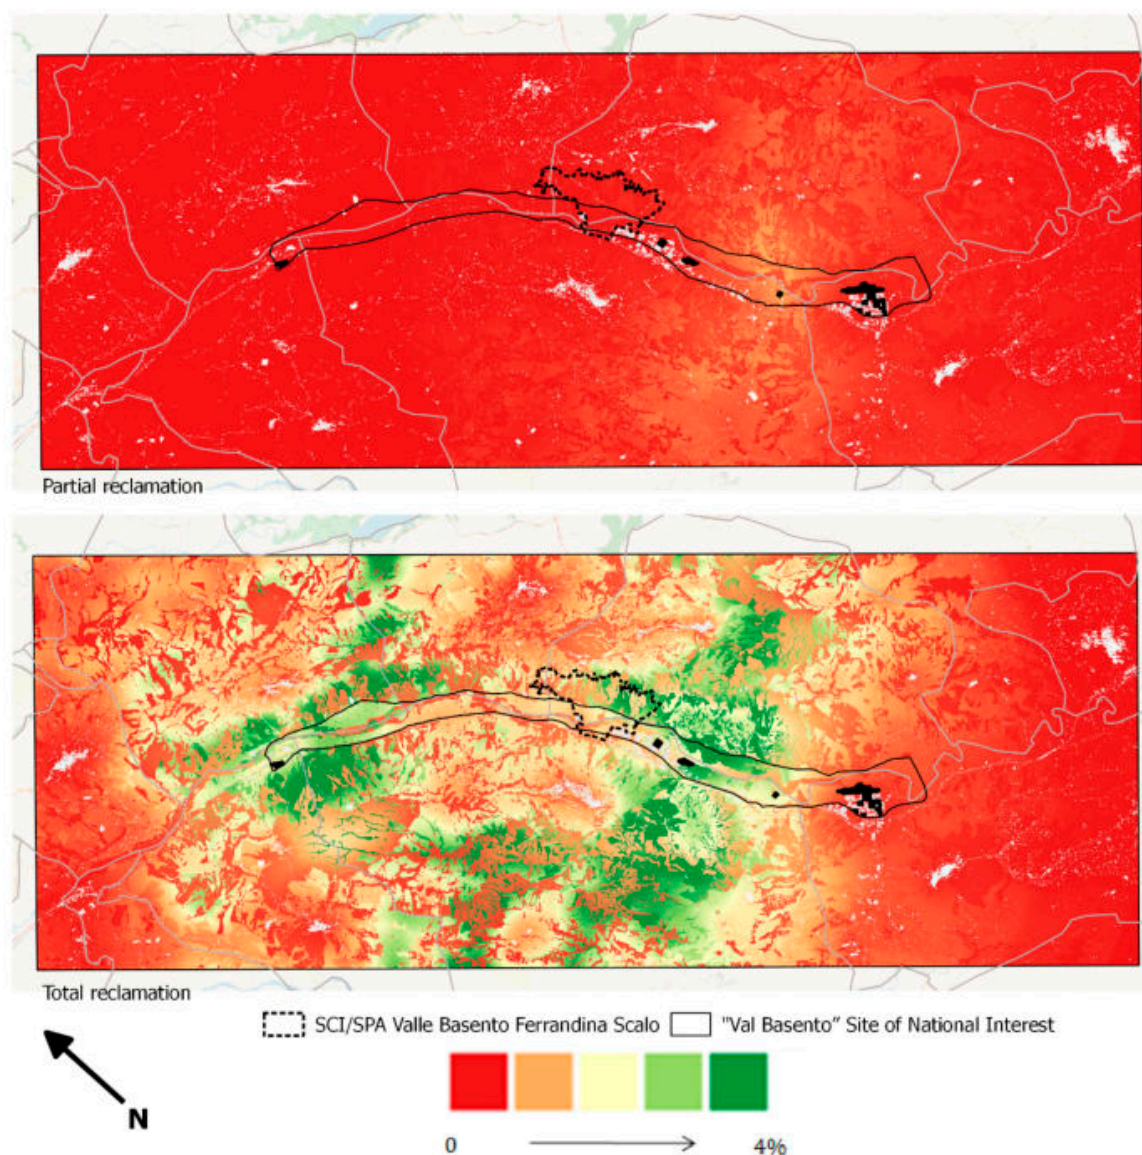 Partial reclamation
Total reclamation
SCI/SPA Valle Basento Ferrandina Scalo
"Val Basento” Site of National Interest
N
0
4%